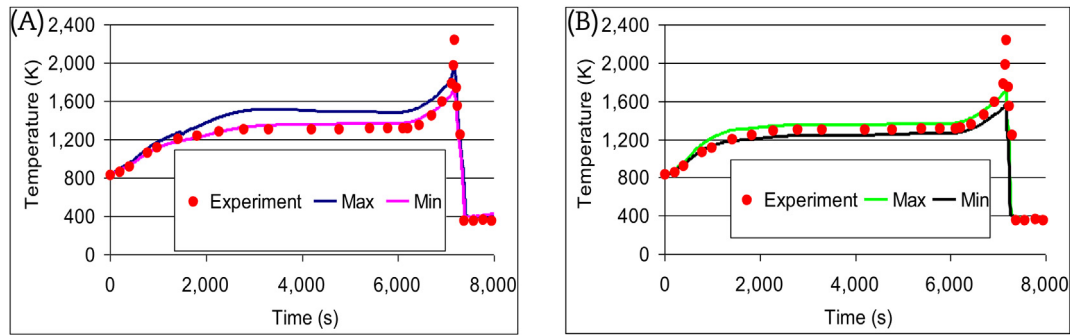 (A)
Temperature (K)
2,400
2,000
1,600
1,200
800
400
0
Experiment Max Min
0 2,000 4,000 6,000 8,000
Time (s)
(B)
Temperature (K)
2,400
2,000
1,600
1,200
800
400
0
Experiment Max Min
0 2,000 4,000 6,000 8,000
Time (s)